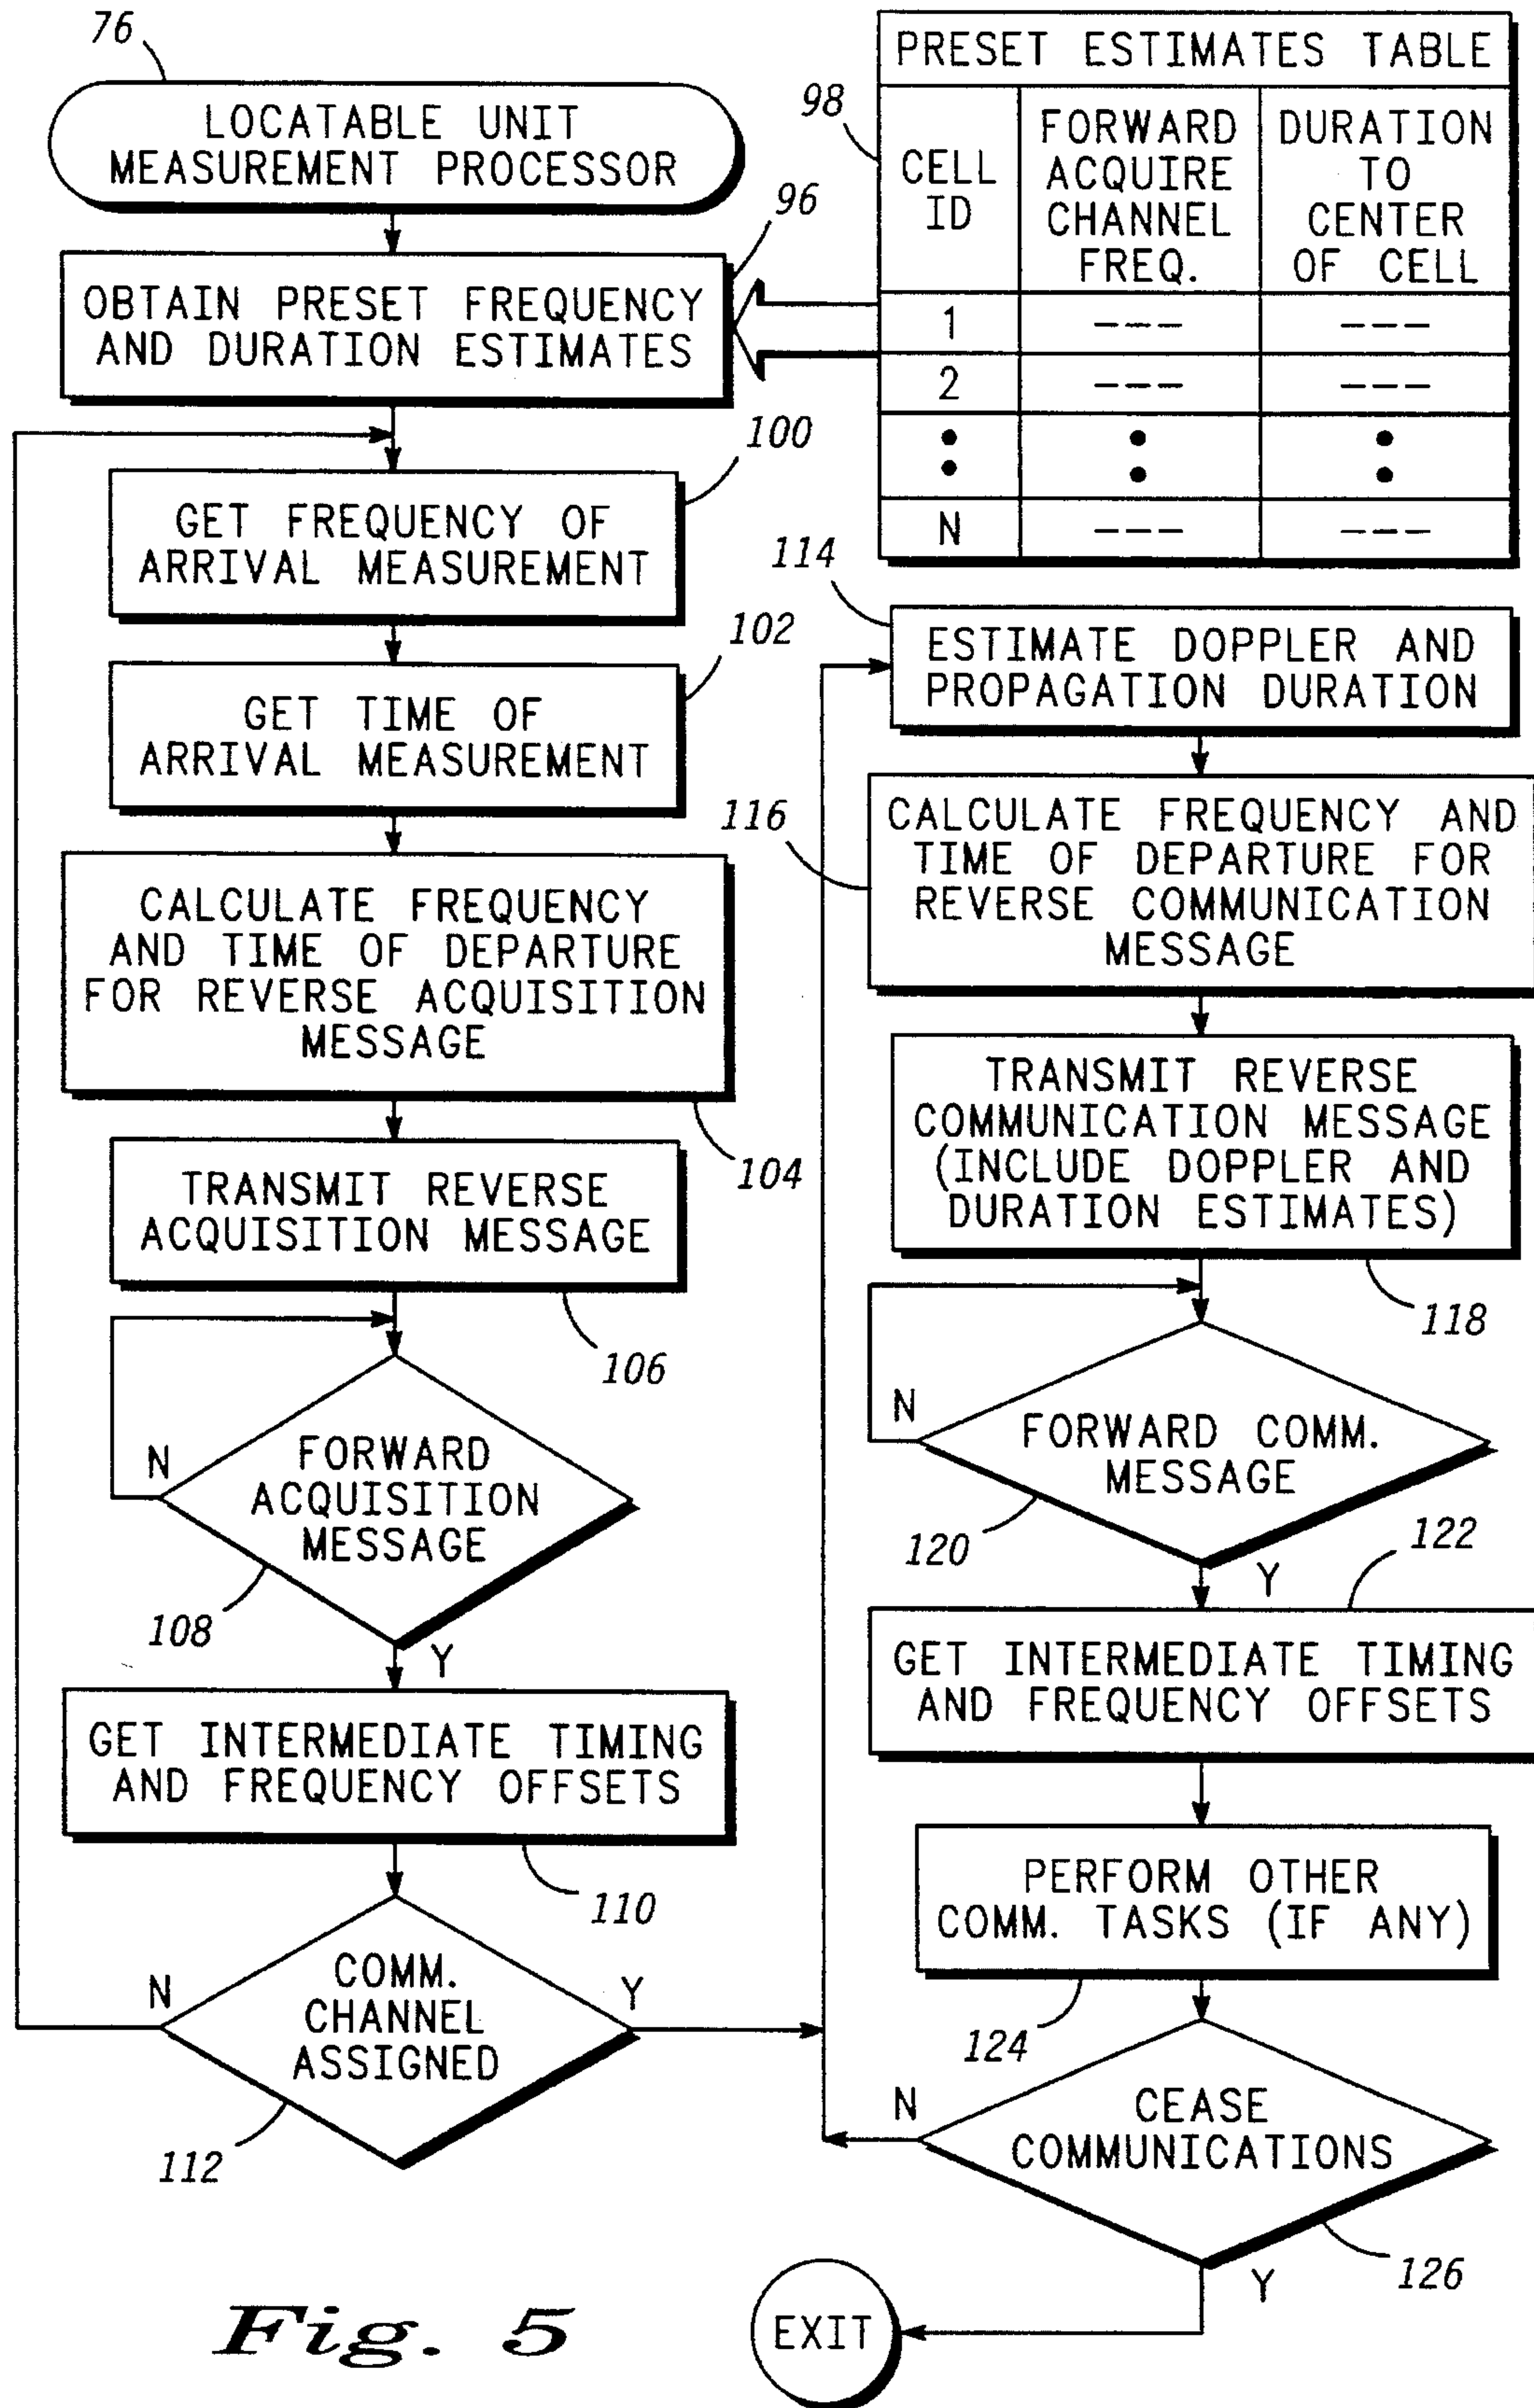 76
LOCATABLE UNIT
MEASUREMENT PROCESSOR
96
OBTAIN PRESET FREQUENCY
AND DURATION ESTIMATES
PRESET ESTIMATES TABLE
98
CELL
ID
FORWARD
ACQUIRE
CHANNEL
FREQ.
DURATION
TO
CENTER
OF CELL
1 --- ---
2 --- ---
N --- ---
100
GET FREQUENCY OF
ARRIVAL MEASUREMENT
102
GET TIME OF
ARRIVAL MEASUREMENT
CALCULATE FREQUENCY
AND TIME OF DEPARTURE
FOR REVERSE ACQUISITION
MESSAGE
104
TRANSMIT REVERSE
ACQUISITION MESSAGE
106
N
FORWARD
ACQUISITION
MESSAGE
108
Y
GET INTERMEDIATE TIMING
AND FREQUENCY OFFSETS
110
N
COMM.
CHANNEL
ASSIGNED
Y
112
114
ESTIMATE DOPPLER AND
PROPAGATION DURATION
116
CALCULATE FREQUENCY AND
TIME OF DEPARTURE FOR
REVERSE COMMUNICATION
MESSAGE
TRANSMIT REVERSE
COMMUNICATION MESSAGE
(INCLUDE DOPPLER AND
DURATION ESTIMATES)
118
N
FORWARD COMM.
MESSAGE
120
Y
122
GET INTERMEDIATE TIMING
AND FREQUENCY OFFSETS
PERFORM OTHER
COMM. TASKS (IF ANY)
124
N
CEASE
COMMUNICATIONS
126
Y
EXIT
Fig. 5